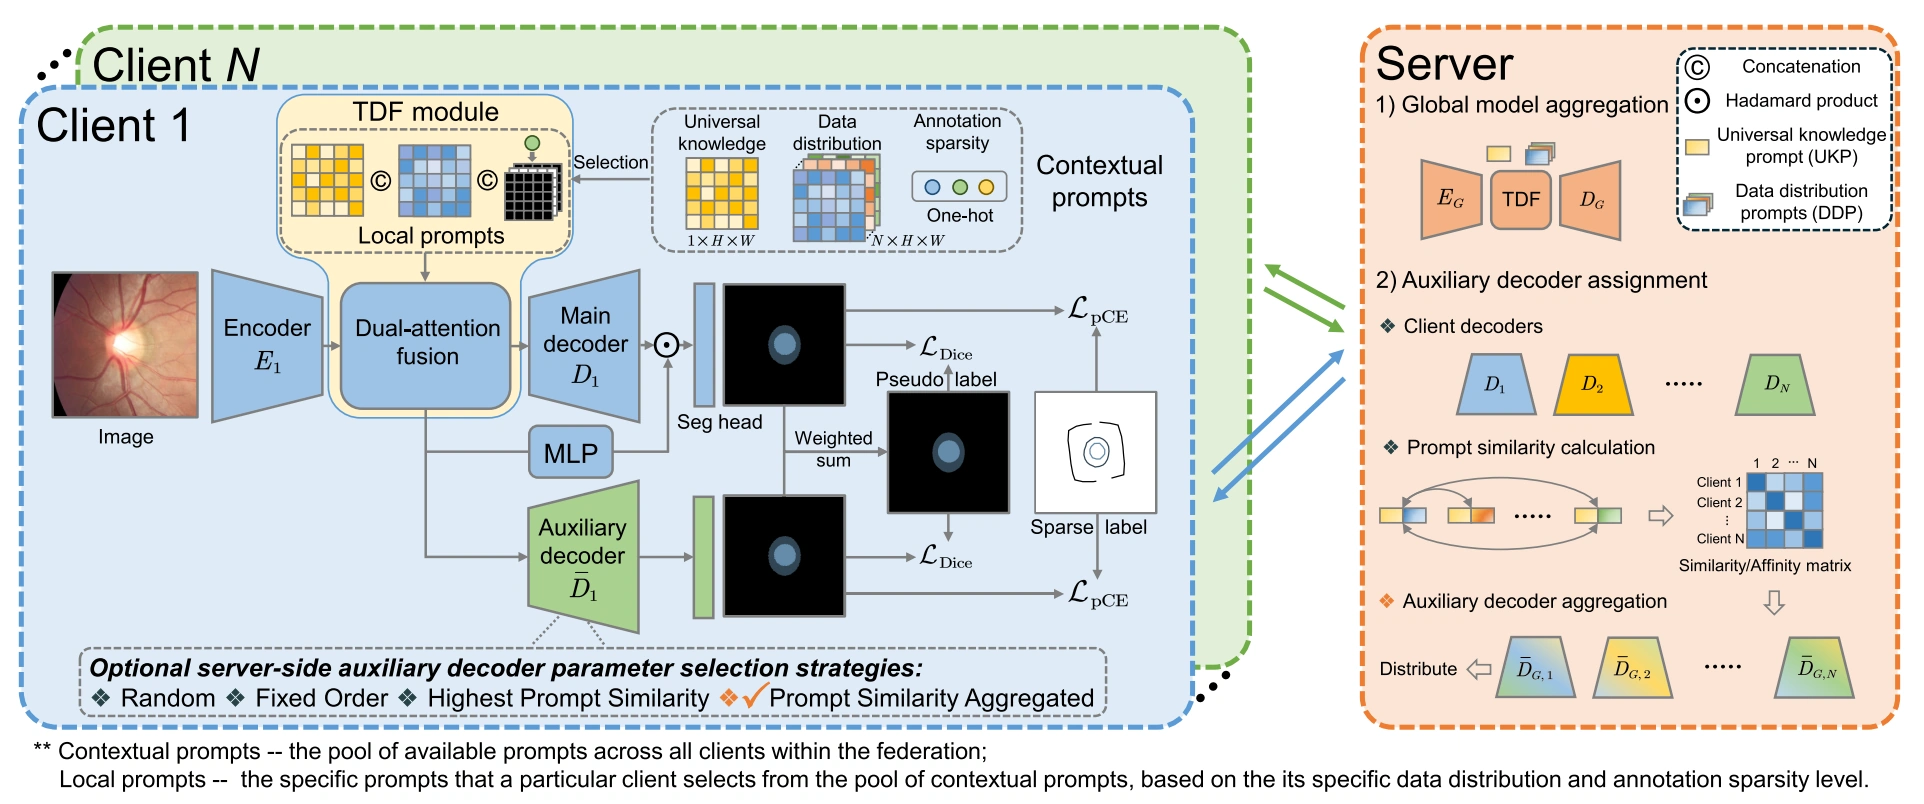 Client N
Client 1
TDF module
© ©
Local prompts
Selection
Universal knowledge
Data distribution
Annotation sparsity
One-hot
1×H×W
N×H×W
Contextual prompts
Image
Encoder
E1
Dual-attention fusion
Main decoder
D1
MLP
Seg head
Auxiliary decoder
D̅1
Weighted sum
ℒpCE
ℒDice
Pseudo label
Sparse label
ℒDice
ℒpCE
Optional server-side auxiliary decoder parameter selection strategies:
❖ Random ❖ Fixed Order ❖ Highest Prompt Similarity ❖✓ Prompt Similarity Aggregated
Server
© Concatenation
⊙ Hadamard product
Universal knowledge prompt (UKP)
Data distribution prompts (DDP)
1) Global model aggregation
EG TDF DG
2) Auxiliary decoder assignment
❖ Client decoders
D1 D2 ····· DN
❖ Prompt similarity calculation
1 2 ··· N
Client 1
Client 2
⋮
Client N
Similarity/Affinity matrix
❖ Auxiliary decoder aggregation
Distribute D̅G,1 D̅G,2 ····· D̅G,N
** Contextual prompts -- the pool of available prompts across all clients within the federation;
Local prompts -- the specific prompts that a particular client selects from the pool of contextual prompts, based on the its specific data distribution and annotation sparsity level.